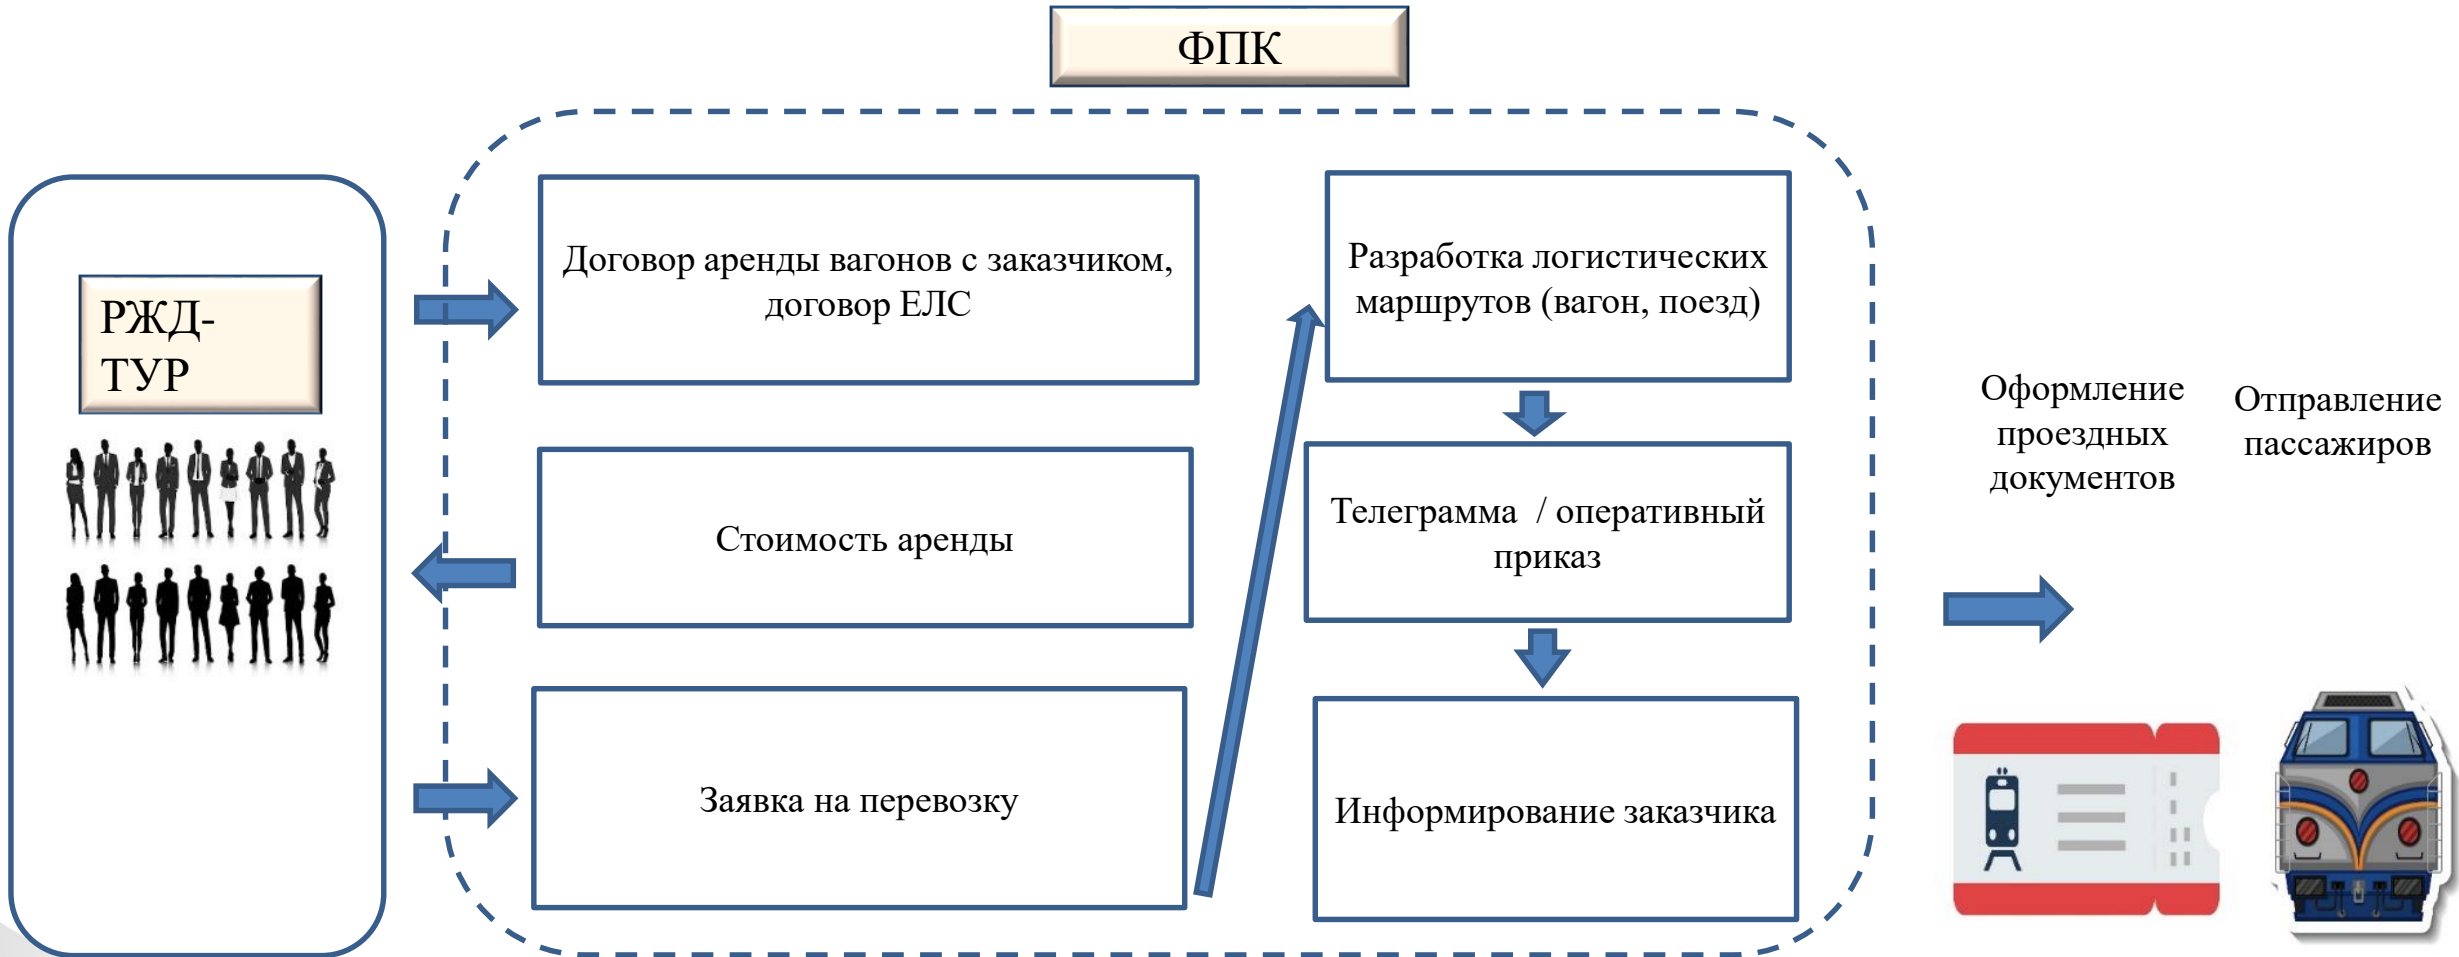 ФПК
РЖД-
ТУР
Договор аренды вагонов с заказчиком,
договор ЕЛС
Стоимость аренды
Заявка на перевозку
Разработка логистических
маршрутов (вагон, поезд)
Телеграмма / оперативный
приказ
Информирование заказчика
Оформление
проездных
документов
Отправление
пассажиров